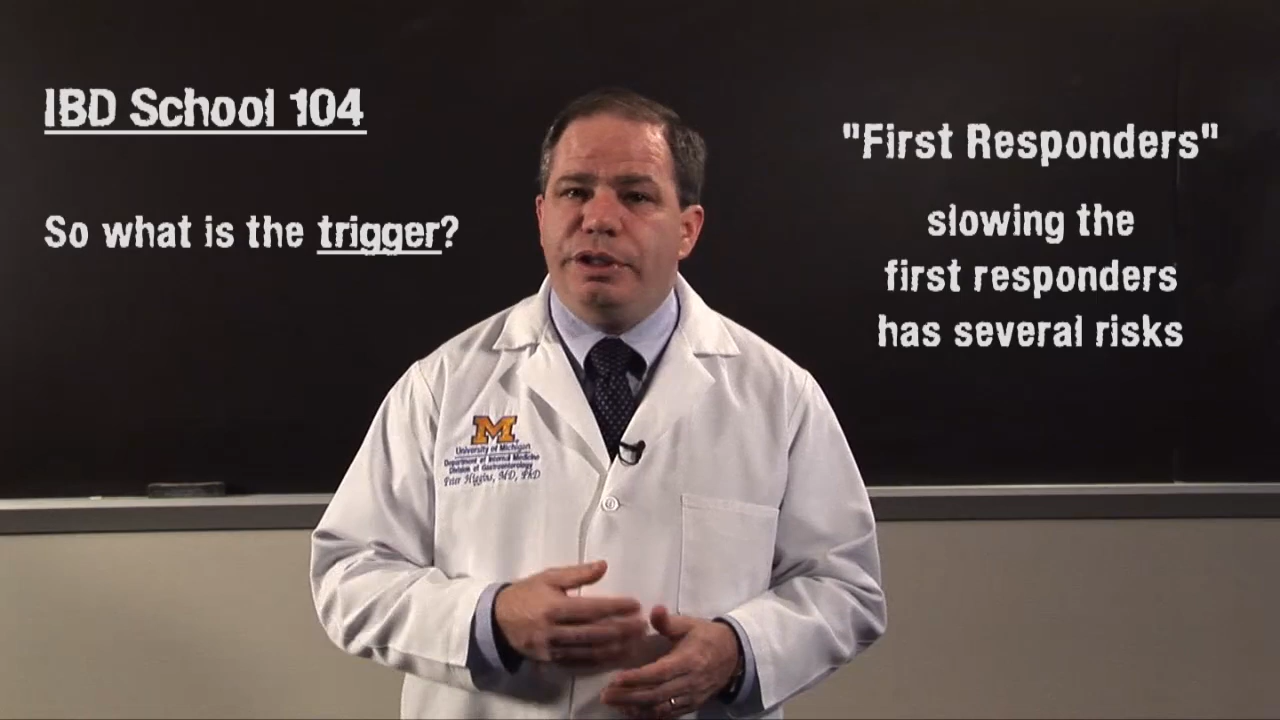 IBD School 104
So what is the trigger?
"First Responders"
slowing the
first responders
has several risks
M
University of Michigan
Department of Internal Medicine
Division of Gastroenterology
Peter Higgins, MD, PhD